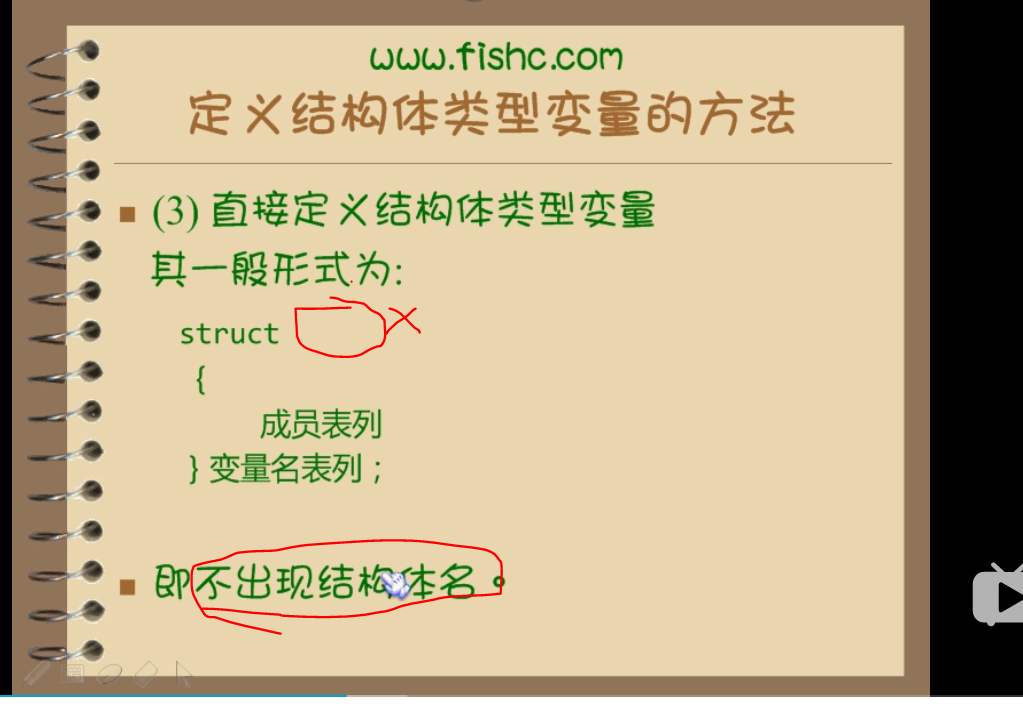 www.fishc.com
定义结构体类型变量的方法
(3) 直接定义结构体类型变量
其一般形式为:
struct
{
成员表列
} 变量名表列；
即不出现结构体名。